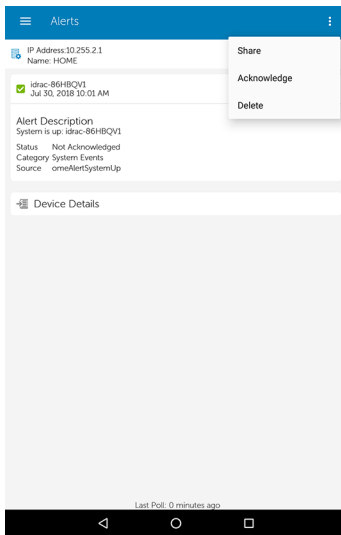 Alerts
IP Address:10.255.2.1
Name: HOME
Share
Acknowledge
Delete
idrac-86HBQV1
Jul 30, 2018 10:01 AM
Alert Description
System is up: idrac-86HBQV1
Status Not Acknowledged
Category System Events
Source omeAlertSystemUp
Device Details
Last Poll: 0 minutes ago